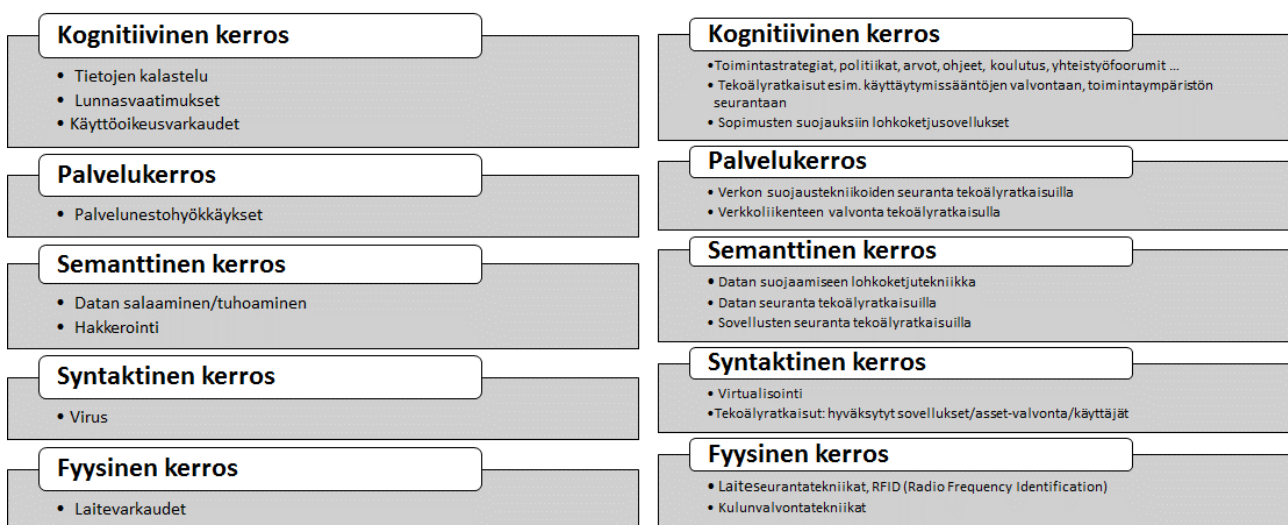 Kognitiivinen kerros
• Tietojen kalastelu
• Lunnasvaatimukset
• Käyttöoikeusvarkaudet
Palvelukerros
• Palvelunestohyökkäykset
Semanttinen kerros
• Datan salaaminen/tuhoaminen
• Hakkerointi
Syntaktinen kerros
• Virus
Fyysinen kerros
• Laitevarkaudet
Kognitiivinen kerros
•Toimintastrategiat, politiikat, arvot, ohjeet, koulutus, yhteistyöfoorumit ...
• Tekoälyratkaisut esim. käyttäytymissääntöjen valvontaan, toimintaympäristön
seurantaan
• Sopimusten suojauksiin lohkoketjusovellukset
Palvelukerros
• Verkon suojaustekniikoiden seuranta tekoälyratkaisuilla
• Verkkoliikenteen valvonta tekoälyratkaisulla
Semanttinen kerros
• Datan suojaamiseen lohkoketjutekniikka
• Datan seuranta tekoälyratkaisuilla
• Sovellusten seuranta tekoälyratkaisuilla
Syntaktinen kerros
• Virtualisointi
•Tekoälyratkaisut: hyväksytyt sovellukset/asset-valvonta/käyttäjät
Fyysinen kerros
• Laiteseurantatekniikat, RFID (Radio Frequency Identification)
• Kulunvalvontatekniikat